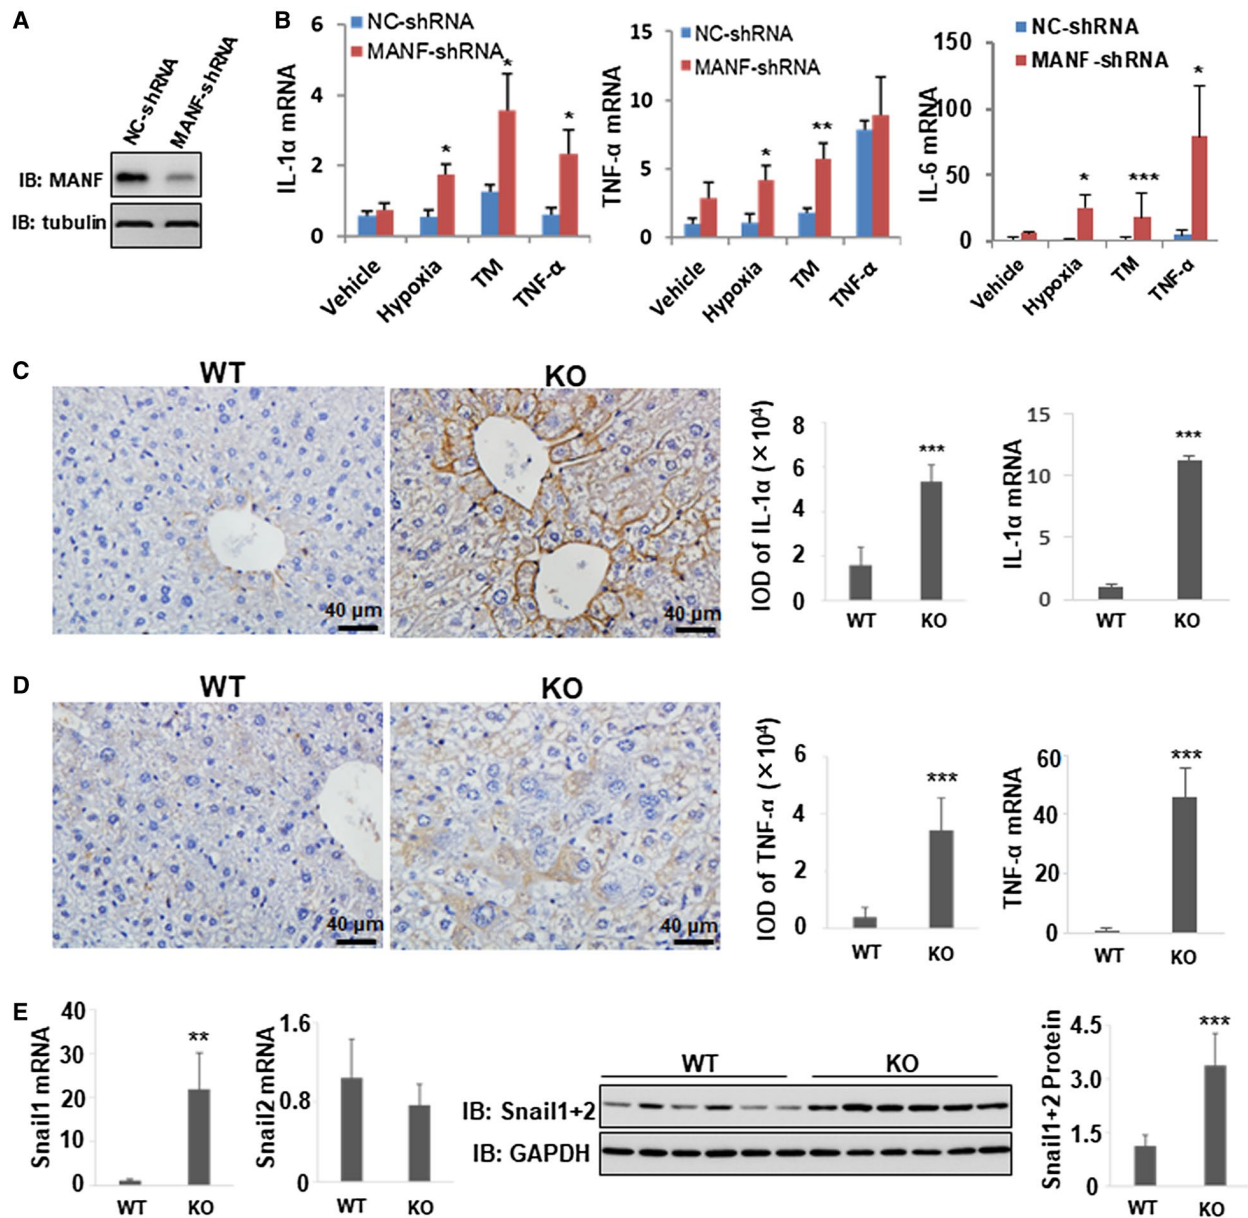 A
NC-shRNA
MANF-shRNA
IB: MANF
IB: tubulin
B
IL-1α mRNA
6
4
2
0
NC-shRNA
MANF-shRNA
*
*
*
Vehicle
Hypoxia
TM
TNF-α
TNF-α mRNA
15
10
5
0
NC-shRNA
MANF-shRNA
*
**
Vehicle
Hypoxia
TM
TNF-α
IL-6 mRNA
150
100
50
0
NC-shRNA
MANF-shRNA
*
***
*
Vehicle
Hypoxia
TM
TNF-α
C
WT
KO
40 µm
40 µm
IOD of IL-1α (×10⁴)
8
6
4
2
0
***
WT
KO
IL-1α mRNA
15
10
5
0
***
WT
KO
D
WT
KO
40 µm
40 µm
IOD of TNF-α (×10⁴)
6
4
2
0
***
WT
KO
TNF-α mRNA
60
40
20
0
***
WT
KO
E
Snail1 mRNA
40
30
20
10
0
**
WT
KO
Snail2 mRNA
1.6
0.8
0
WT
KO
WT
KO
IB: Snail1+2
IB: GAPDH
Snail1+2 Protein
4.5
3.0
1.5
0
***
WT
KO